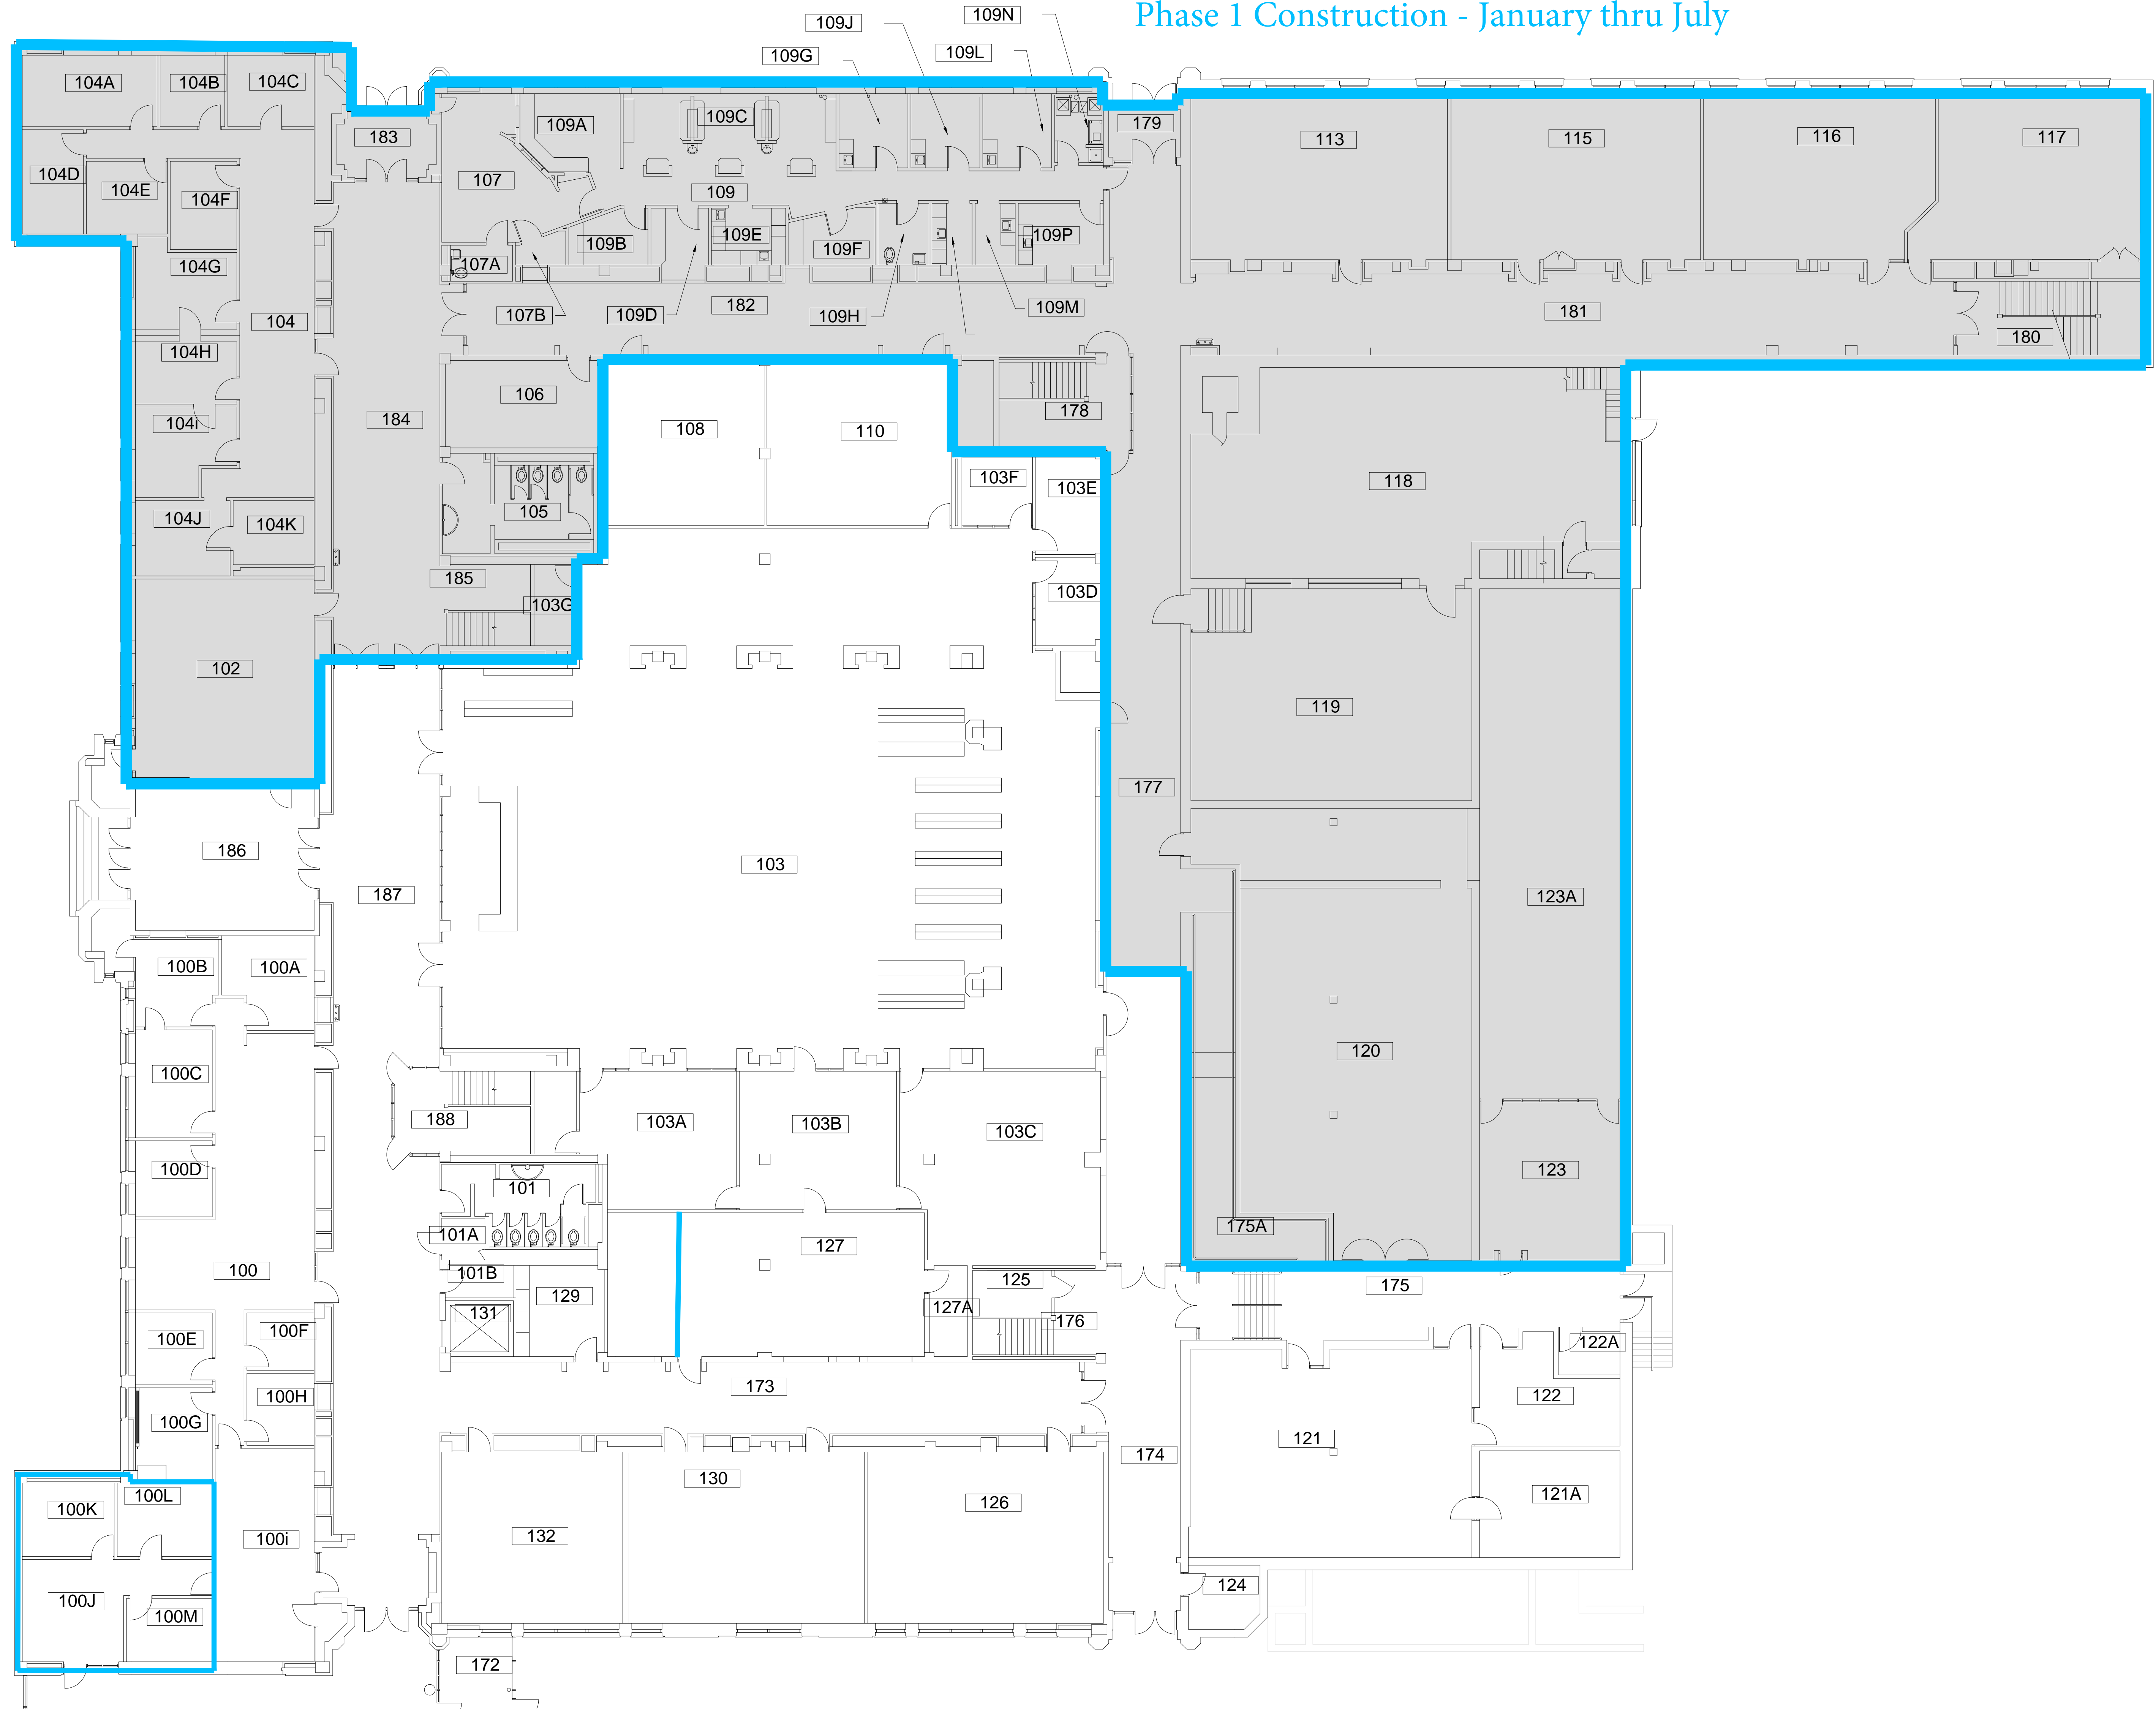 Phase 1 Construction - January thru July
109N
109J
109L
109G
104A
104B
104C
109A
109C
179
183
113
115
116
117
104D
104E
104F
107
109
109B
109E
109F
109P
107A
104G
107B
109D
182
109H
109M
181
180
104
104H
106
178
184
104i
108
110
118
103F
103E
104J
104K
105
185
103G
103D
102
119
177
186
103
187
123A
100B
100A
120
100C
188
103A
103B
103C
100D
101
123
101A
175A
127
100
101B
125
175
131
129
127A
176
100E
100F
122A
173
100H
122
100G
121
174
130
100K
100L
126
121A
132
100i
124
100J
100M
172